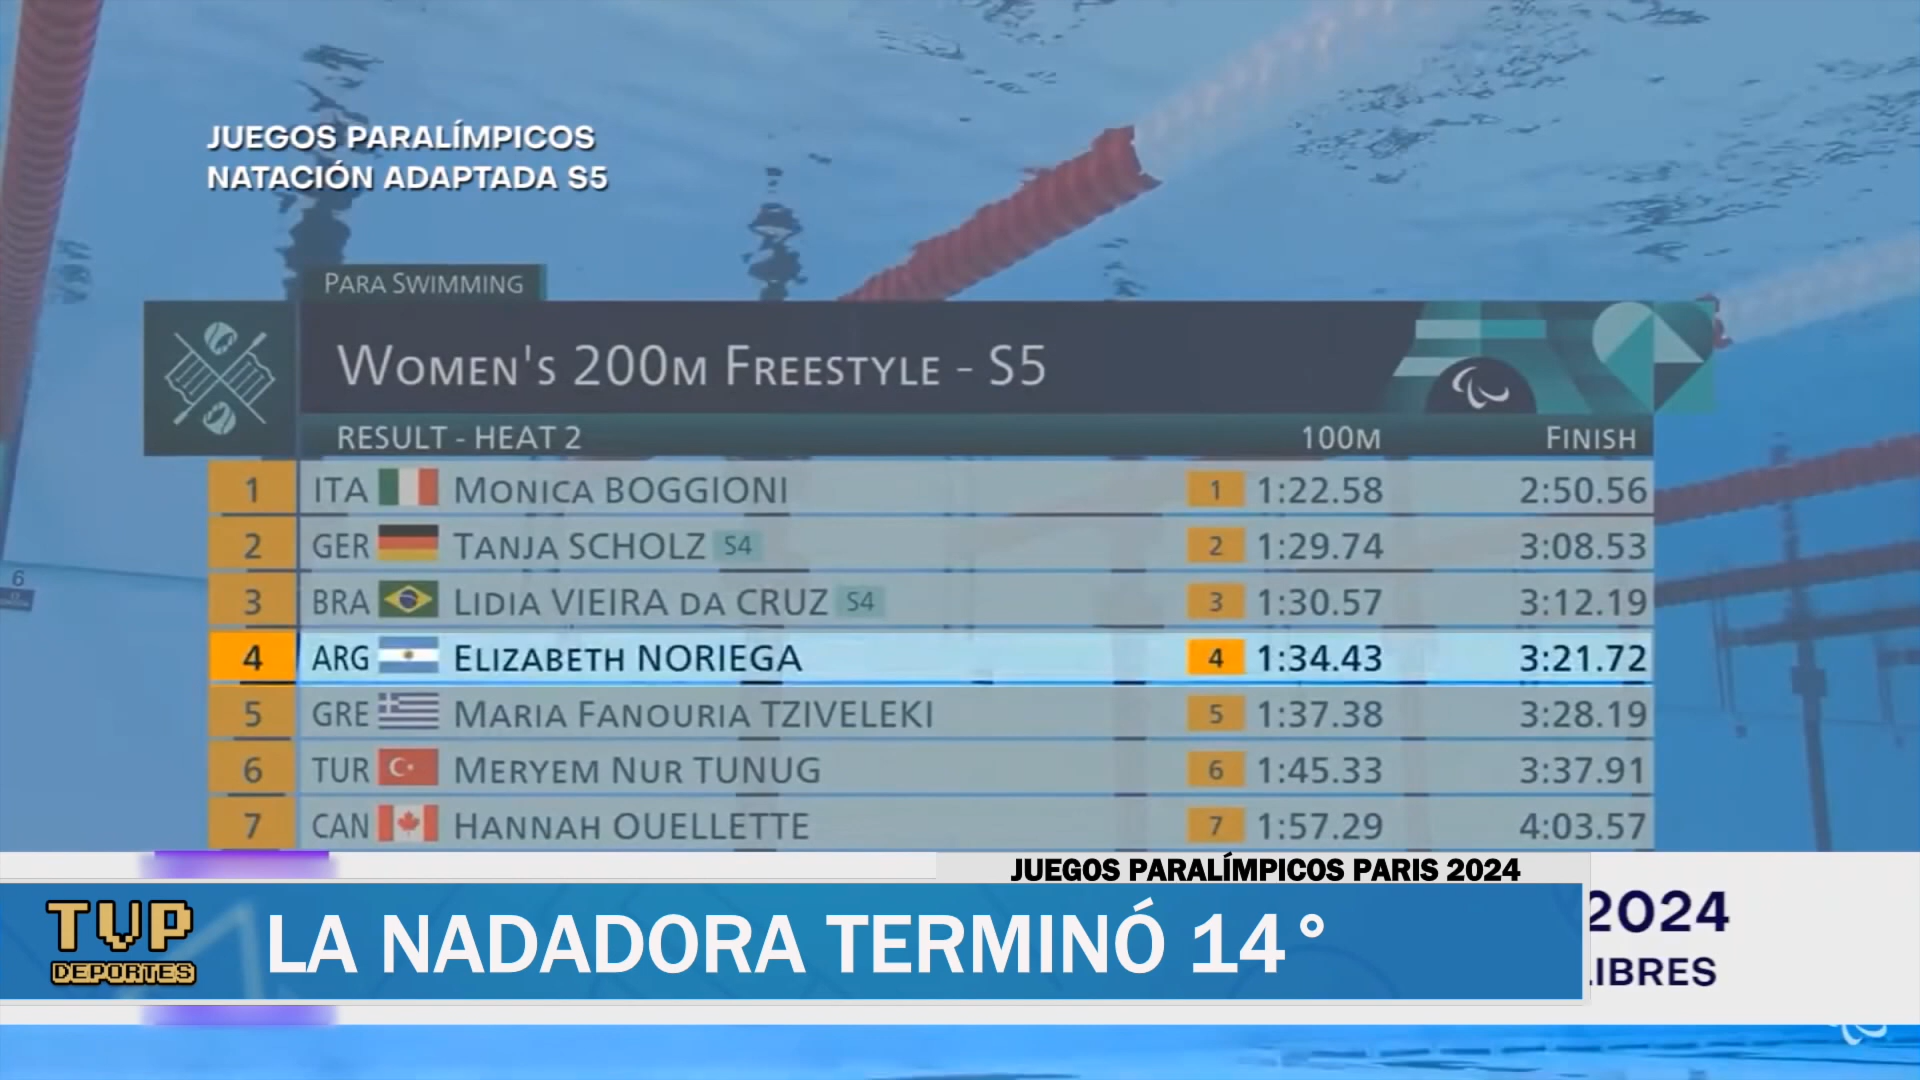 JUEGOS PARALÍMPICOS
NATACIÓN ADAPTADA S5
PARA SWIMMING
WOMEN'S 200M FREESTYLE - S5
RESULT - HEAT 2 100M FINISH
1 ITA MONICA BOGGIONI 1 1:22.58 2:50.56
2 GER TANJA SCHOLZ S4 2 1:29.74 3:08.53
3 BRA LIDIA VIEIRA DA CRUZ S4 3 1:30.57 3:12.19
4 ARG ELIZABETH NORIEGA 4 1:34.43 3:21.72
5 GRE MARIA FANOURIA TZIVELEKI 5 1:37.38 3:28.19
6 TUR MERYEM NUR TUNUG 6 1:45.33 3:37.91
7 CAN HANNAH OUELLETTE 7 1:57.29 4:03.57
6
JUEGOS PARALÍMPICOS PARIS 2024
TVP
DEPORTES
LA NADADORA TERMINÓ 14°
2024
LIBRES